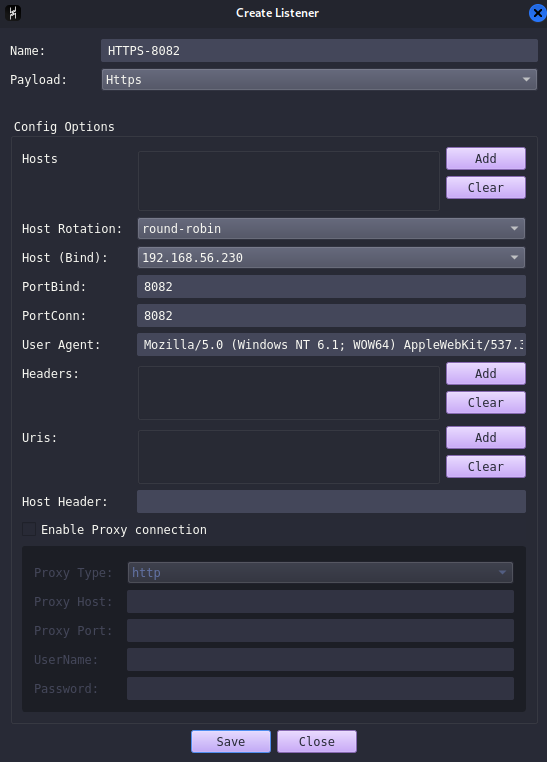 Create Listener
Name: HTTPS-8082
Payload: Https
Config Options
Hosts Add
Clear
Host Rotation: round-robin
Host (Bind): 192.168.56.230
PortBind: 8082
PortConn: 8082
User Agent: Mozilla/5.0 (Windows NT 6.1; WOW64) AppleWebKit/537.3
Headers: Add
Clear
Uris: Add
Clear
Host Header:
Enable Proxy connection
Proxy Type: http
Proxy Host:
Proxy Port:
UserName:
Password:
Save Close